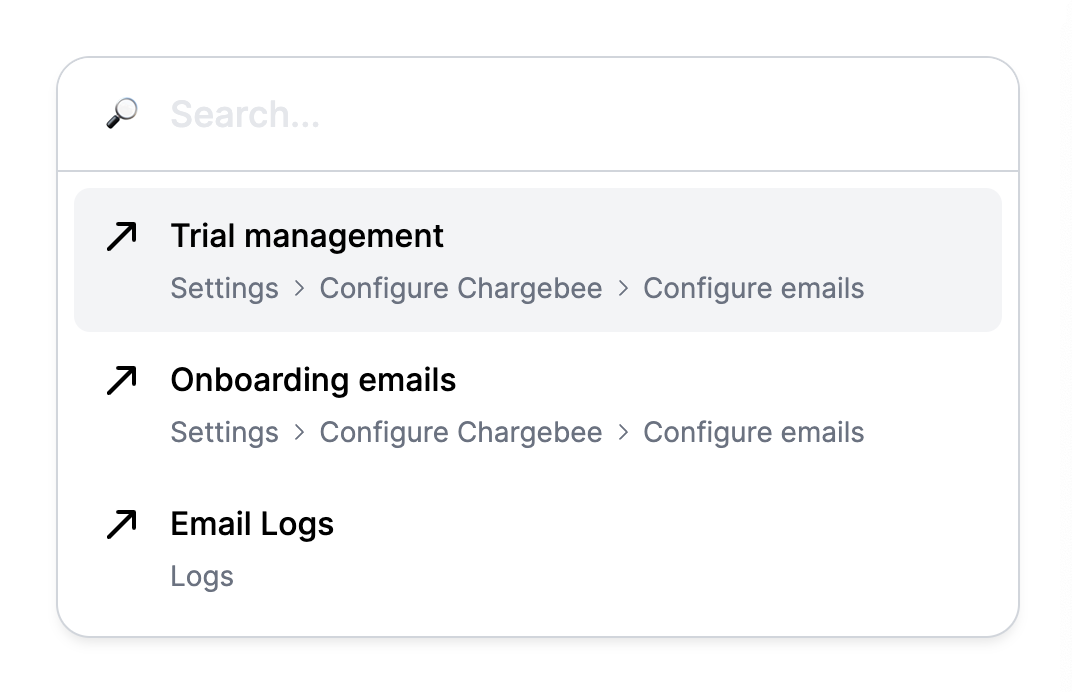 Search...
Trial management
Settings > Configure Chargebee > Configure emails
Onboarding emails
Settings > Configure Chargebee > Configure emails
Email Logs
Logs